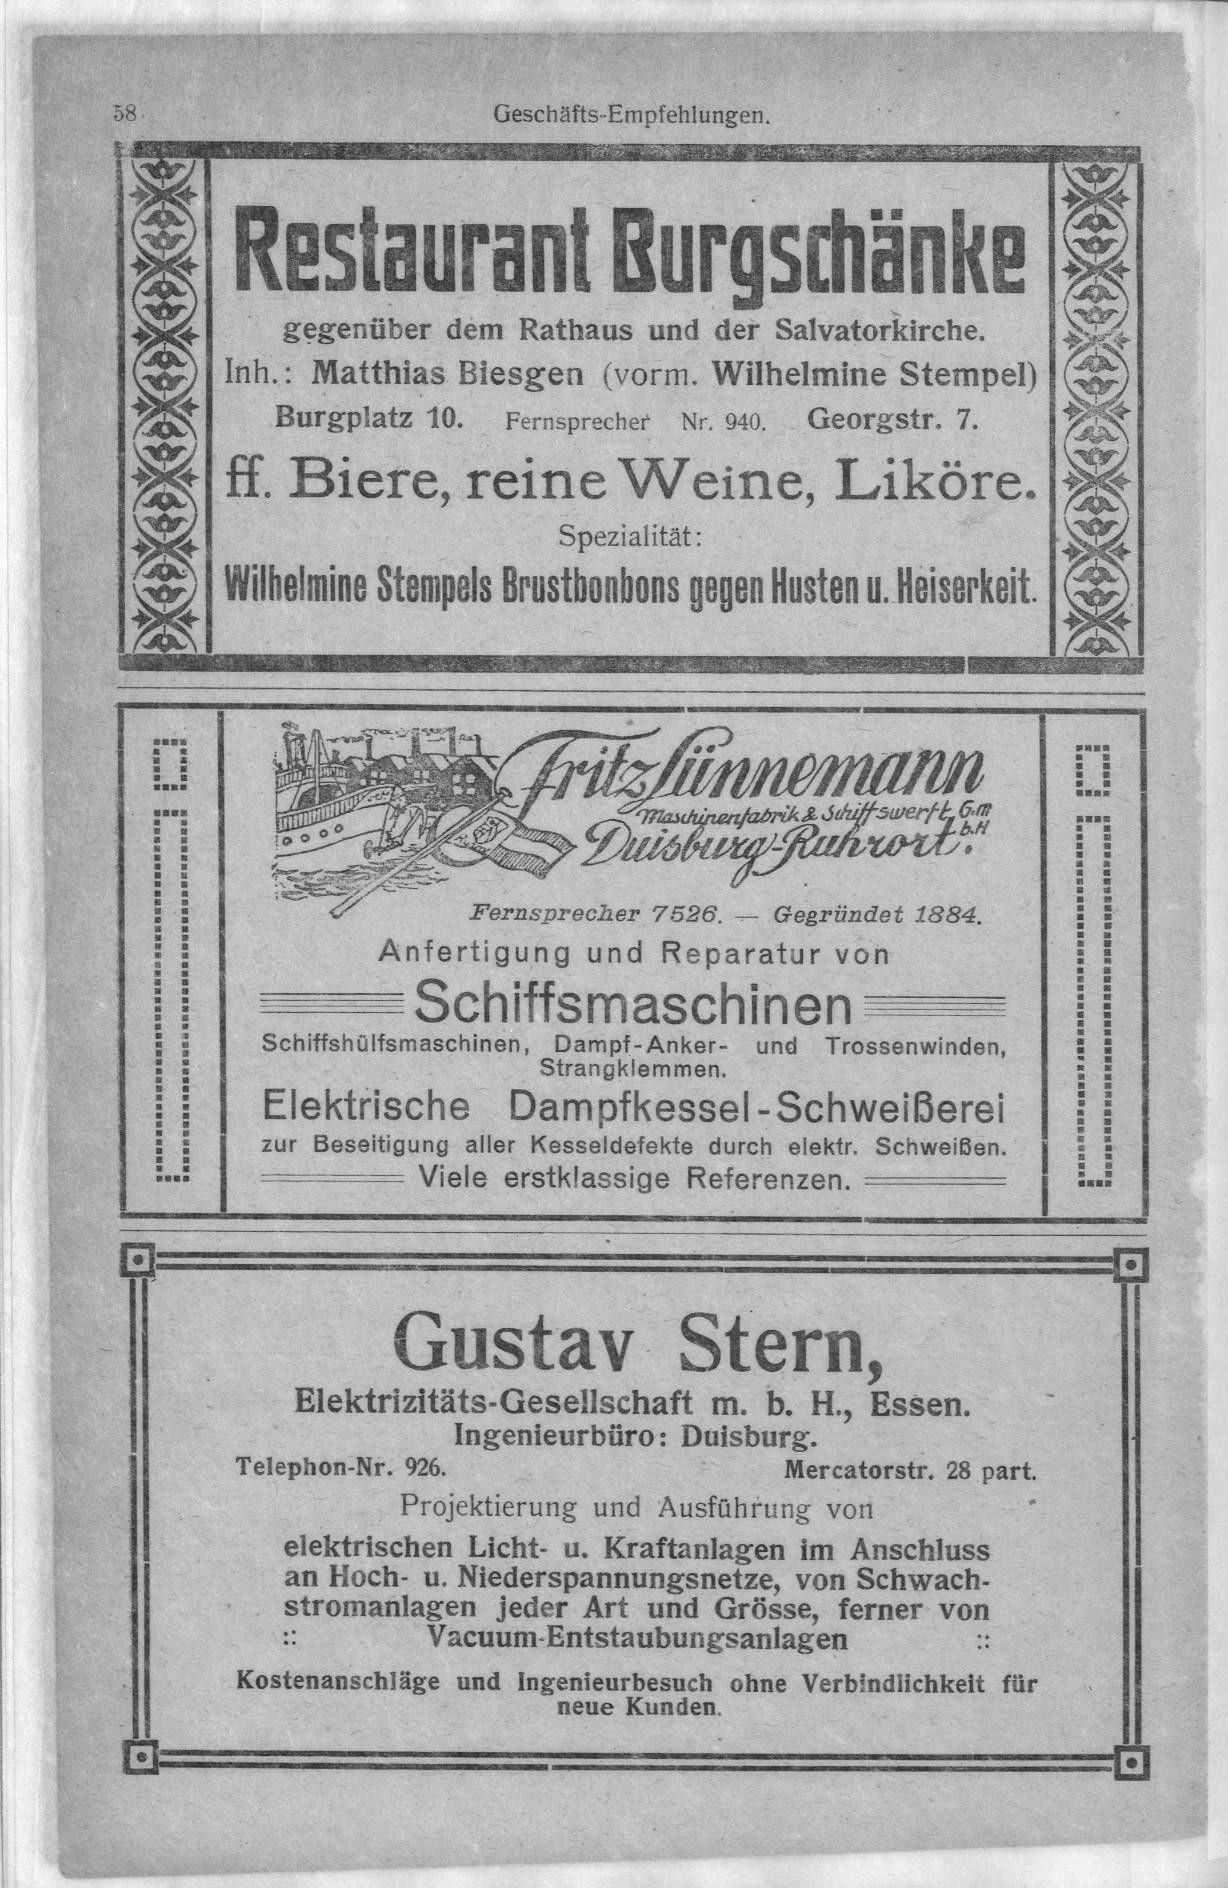 58
Geschäfts-Empfehlungen.
Restaurant Burgschänke
gegenüber dem Rathaus und der Salvatorkirche.
Inh.: Matthias Biesgen (vorm. Wilhelmine Stempel)
Burgplatz 10. Fernsprecher Nr. 940. Georgstr. 7.
ff. Biere, reine Weine, Liköre.
Spezialität:
Wilhelmine Stempels Brustbonbons gegen Husten u. Heiserkeit.
Fritz Lünnemann
Maschinenfabrik & Schiffswerft G.m.b.H
Duisburg-Ruhrort.
Fernsprecher 7526. — Gegründet 1884.
Anfertigung und Reparatur von
Schiffsmaschinen
Schiffshülfsmaschinen, Dampf-Anker- und Trossenwinden,
Strangklemmen.
Elektrische Dampfkessel-Schweißerei
zur Beseitigung aller Kesseldefekte durch elektr. Schweißen.
Viele erstklassige Referenzen.
Gustav Stern,
Elektrizitäts-Gesellschaft m. b. H., Essen.
Ingenieurbüro: Duisburg.
Telephon-Nr. 926. Mercatorstr. 28 part.
Projektierung und Ausführung von
elektrischen Licht- u. Kraftanlagen im Anschluss
an Hoch- u. Niederspannungsnetze, von Schwach-
stromanlagen jeder Art und Grösse, ferner von
:: Vacuum-Entstaubungsanlagen ::
Kostenanschläge und Ingenieurbesuch ohne Verbindlichkeit für
neue Kunden.